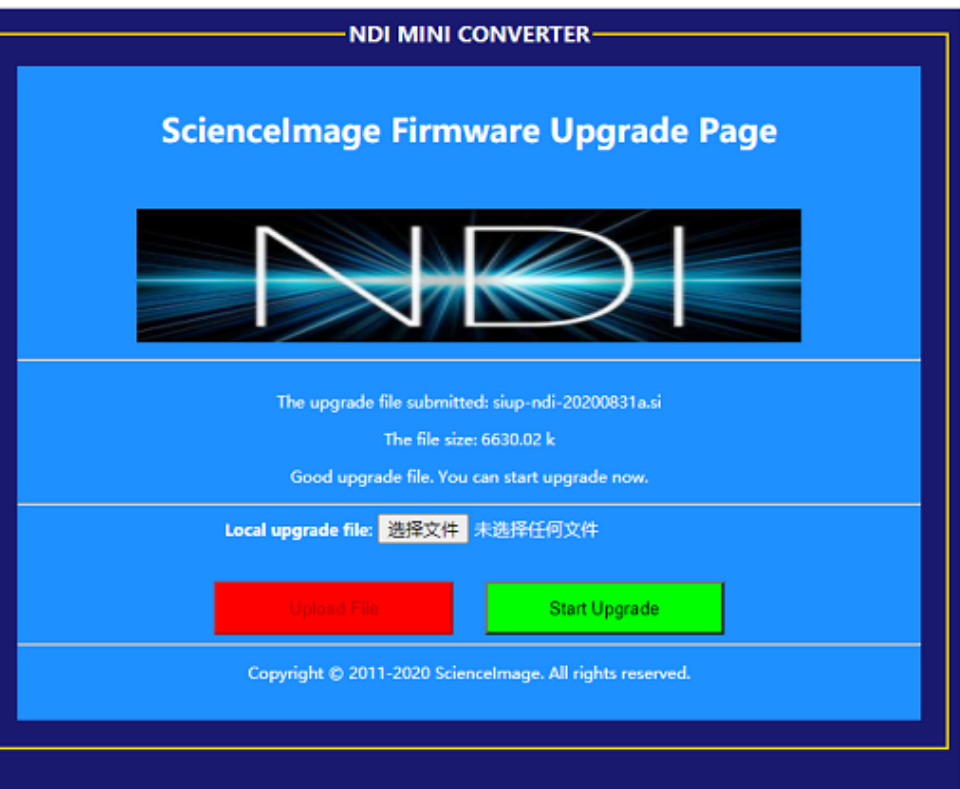 NDI MINI CONVERTER
ScienceImage Firmware Upgrade Page
NDI
The upgrade file submitted: siup-ndi-20200831a.si
The file size: 6630.02 k
Good upgrade file. You can start upgrade now.
Local upgrade file: 选择文件 未选择任何文件
Upload File Start Upgrade
Copyright © 2011-2020 ScienceImage. All rights reserved.